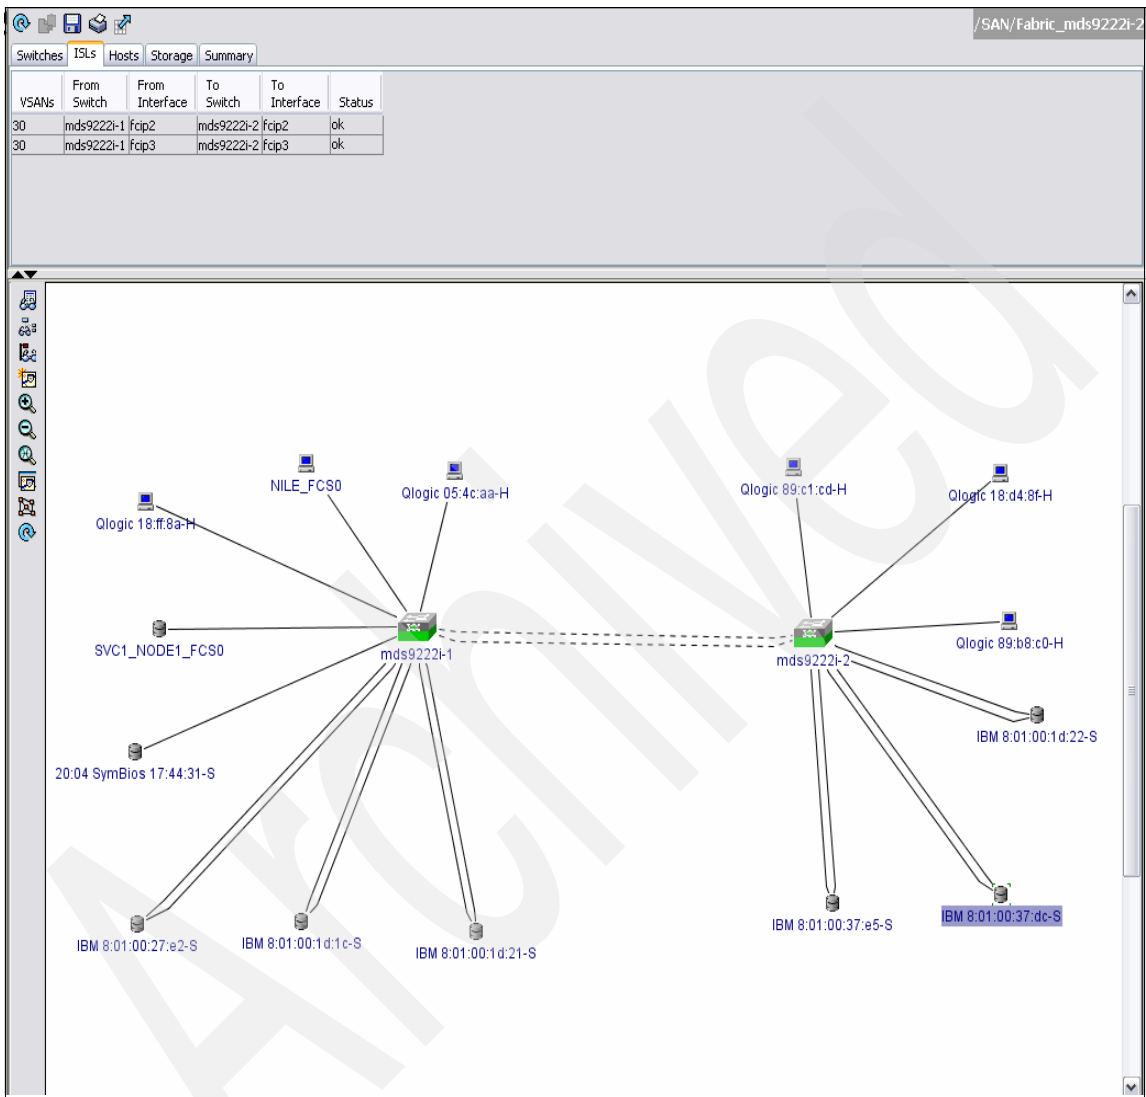 /SAN/Fabric_mds9222i-2
Switches ISLs Hosts Storage Summary
VSANs From Switch From Interface To Switch To Interface Status
30 mds9222i-1 fcip2 mds9222i-2 fcip2 ok
30 mds9222i-1 fcip3 mds9222i-2 fcip3 ok
NILE_FCS0
Qlogic 05:4c:aa-H
Qlogic 89:c1:cd-H
Qlogic 18:d4:8f-H
Qlogic 18:ff:8a-H
SVC1_NODE1_FCS0
mds9222i-1
mds9222i-2
Qlogic 89:b8:c0-H
IBM 8:01:00:1d:22-S
20:04 SymBios 17:44:31-S
IBM 8:01:00:27:e2-S
IBM 8:01:00:1d:1c-S
IBM 8:01:00:1d:21-S
IBM 8:01:00:37:e5-S
IBM 8:01:00:37:dc-S
Archived